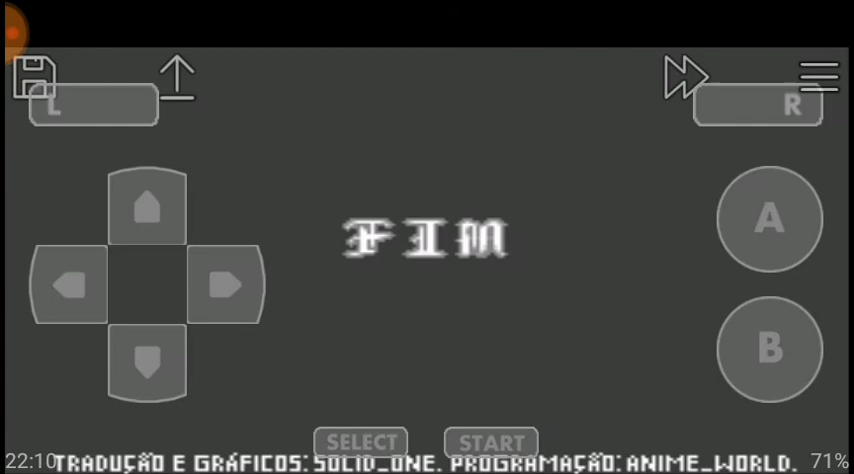 L
R
FIM
A
B
SELECT
START
22:10
TRADUÇÃO E GRÁFICOS: SOLID_ONE. PROGRAMAÇÃO: ANIME_WORLD.
71%